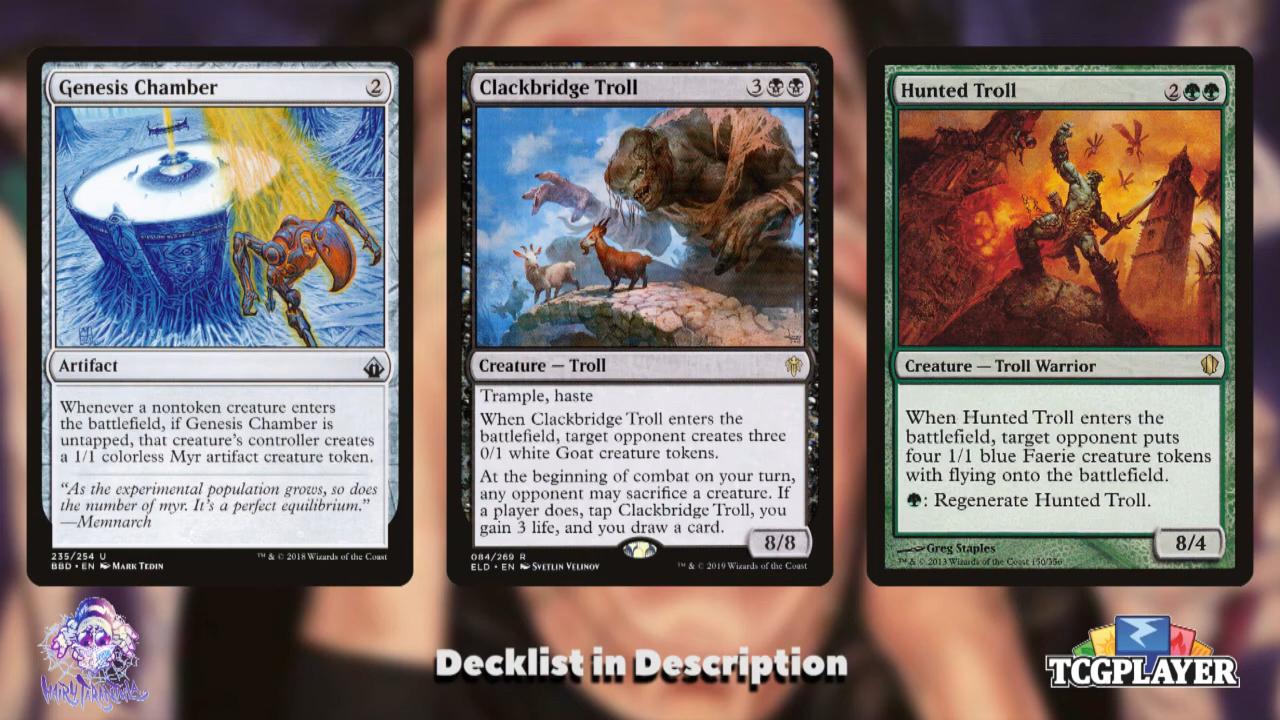 Genesis Chamber 2
Artifact
Whenever a nontoken creature enters
the battlefield, if Genesis Chamber is
untapped, that creature's controller creates
a 1/1 colorless Myr artifact creature token.
“As the experimental population grows, so does
the number of myr. It's a perfect equilibrium.”
—Memnarch
235/254 U
BBD • EN Mark Tedin
™ & © 2018 Wizards of the Coast
Clackbridge Troll 3
Creature — Troll
Trample, haste
When Clackbridge Troll enters the
battlefield, target opponent creates three
0/1 white Goat creature tokens.
At the beginning of combat on your turn,
any opponent may sacrifice a creature. If
a player does, tap Clackbridge Troll, you
gain 3 life, and you draw a card.
8/8
084/269 R
ELD • EN Svetlin Velinov
™ & © 2019 Wizards of the Coast
Hunted Troll 2
Creature — Troll Warrior
When Hunted Troll enters the
battlefield, target opponent puts
four 1/1 blue Faerie creature tokens
with flying onto the battlefield.
: Regenerate Hunted Troll.
8/4
Greg Staples
™ & © 2013 Wizards of the Coast 150/356
Decklist in Description
TCGPLAYER